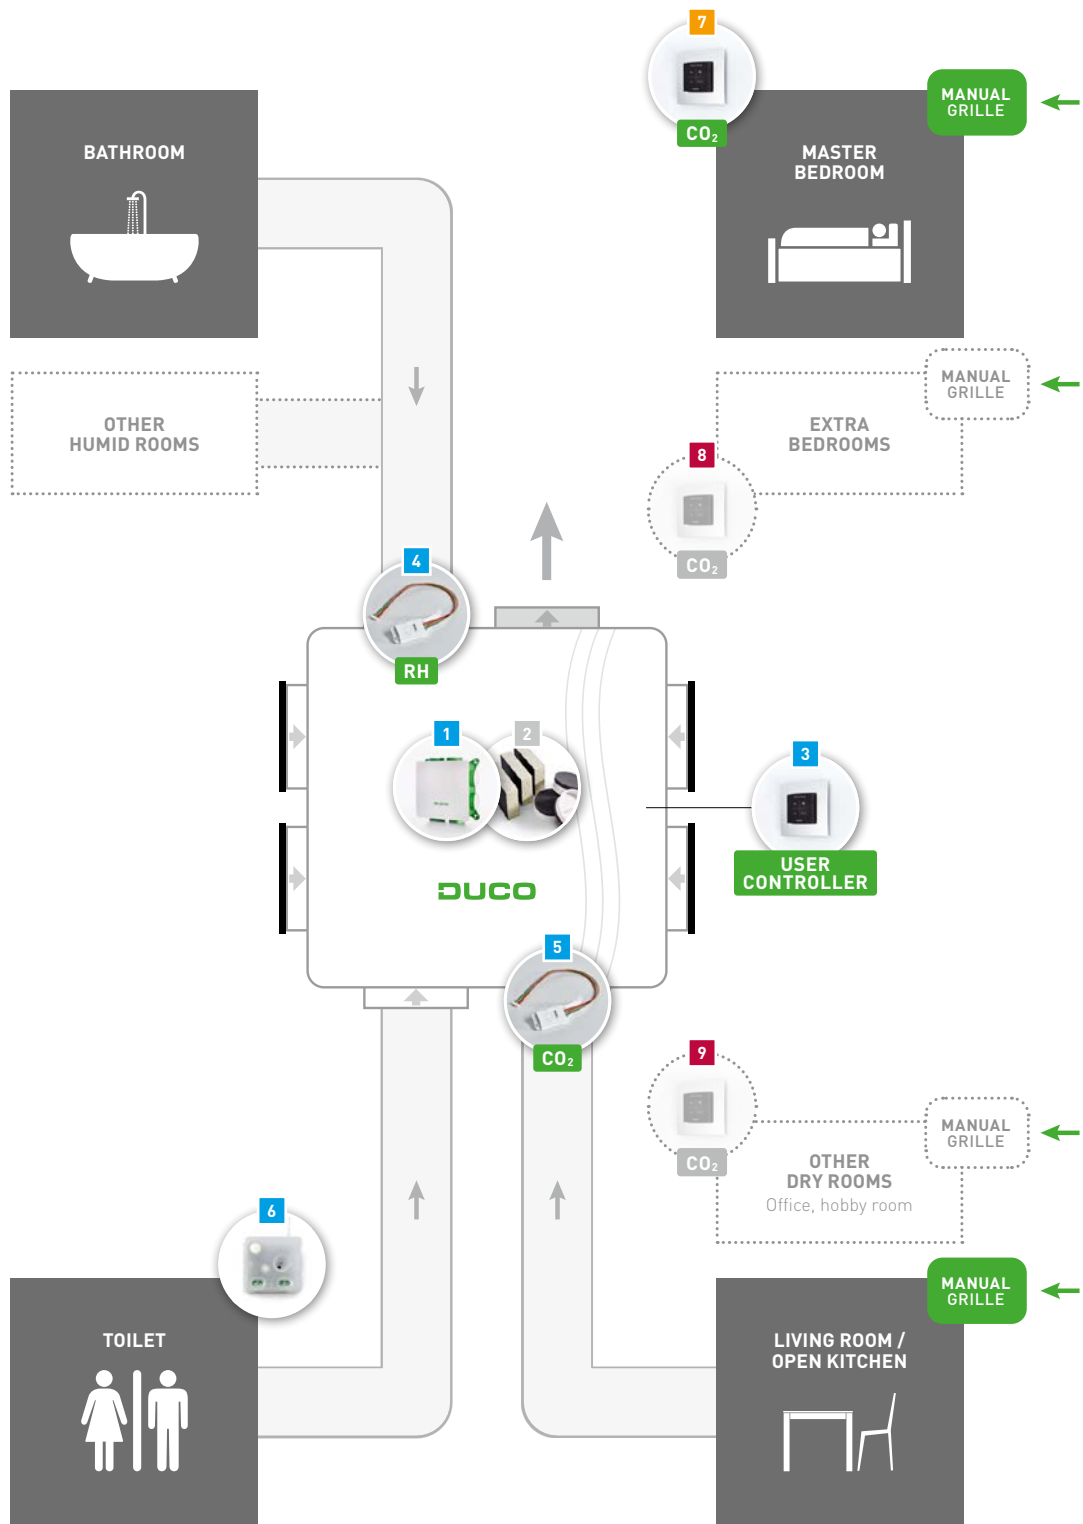 7
MANUAL
GRILLE
CO₂
BATHROOM
MASTER
BEDROOM
MANUAL
GRILLE
OTHER
HUMID ROOMS
EXTRA
BEDROOMS
8
4
CO₂
RH
1
2
3
USER
CONTROLLER
DUCO
5
CO₂
9
MANUAL
GRILLE
CO₂
OTHER
DRY ROOMS
Office, hobby room
6
MANUAL
GRILLE
TOILET
LIVING ROOM /
OPEN KITCHEN